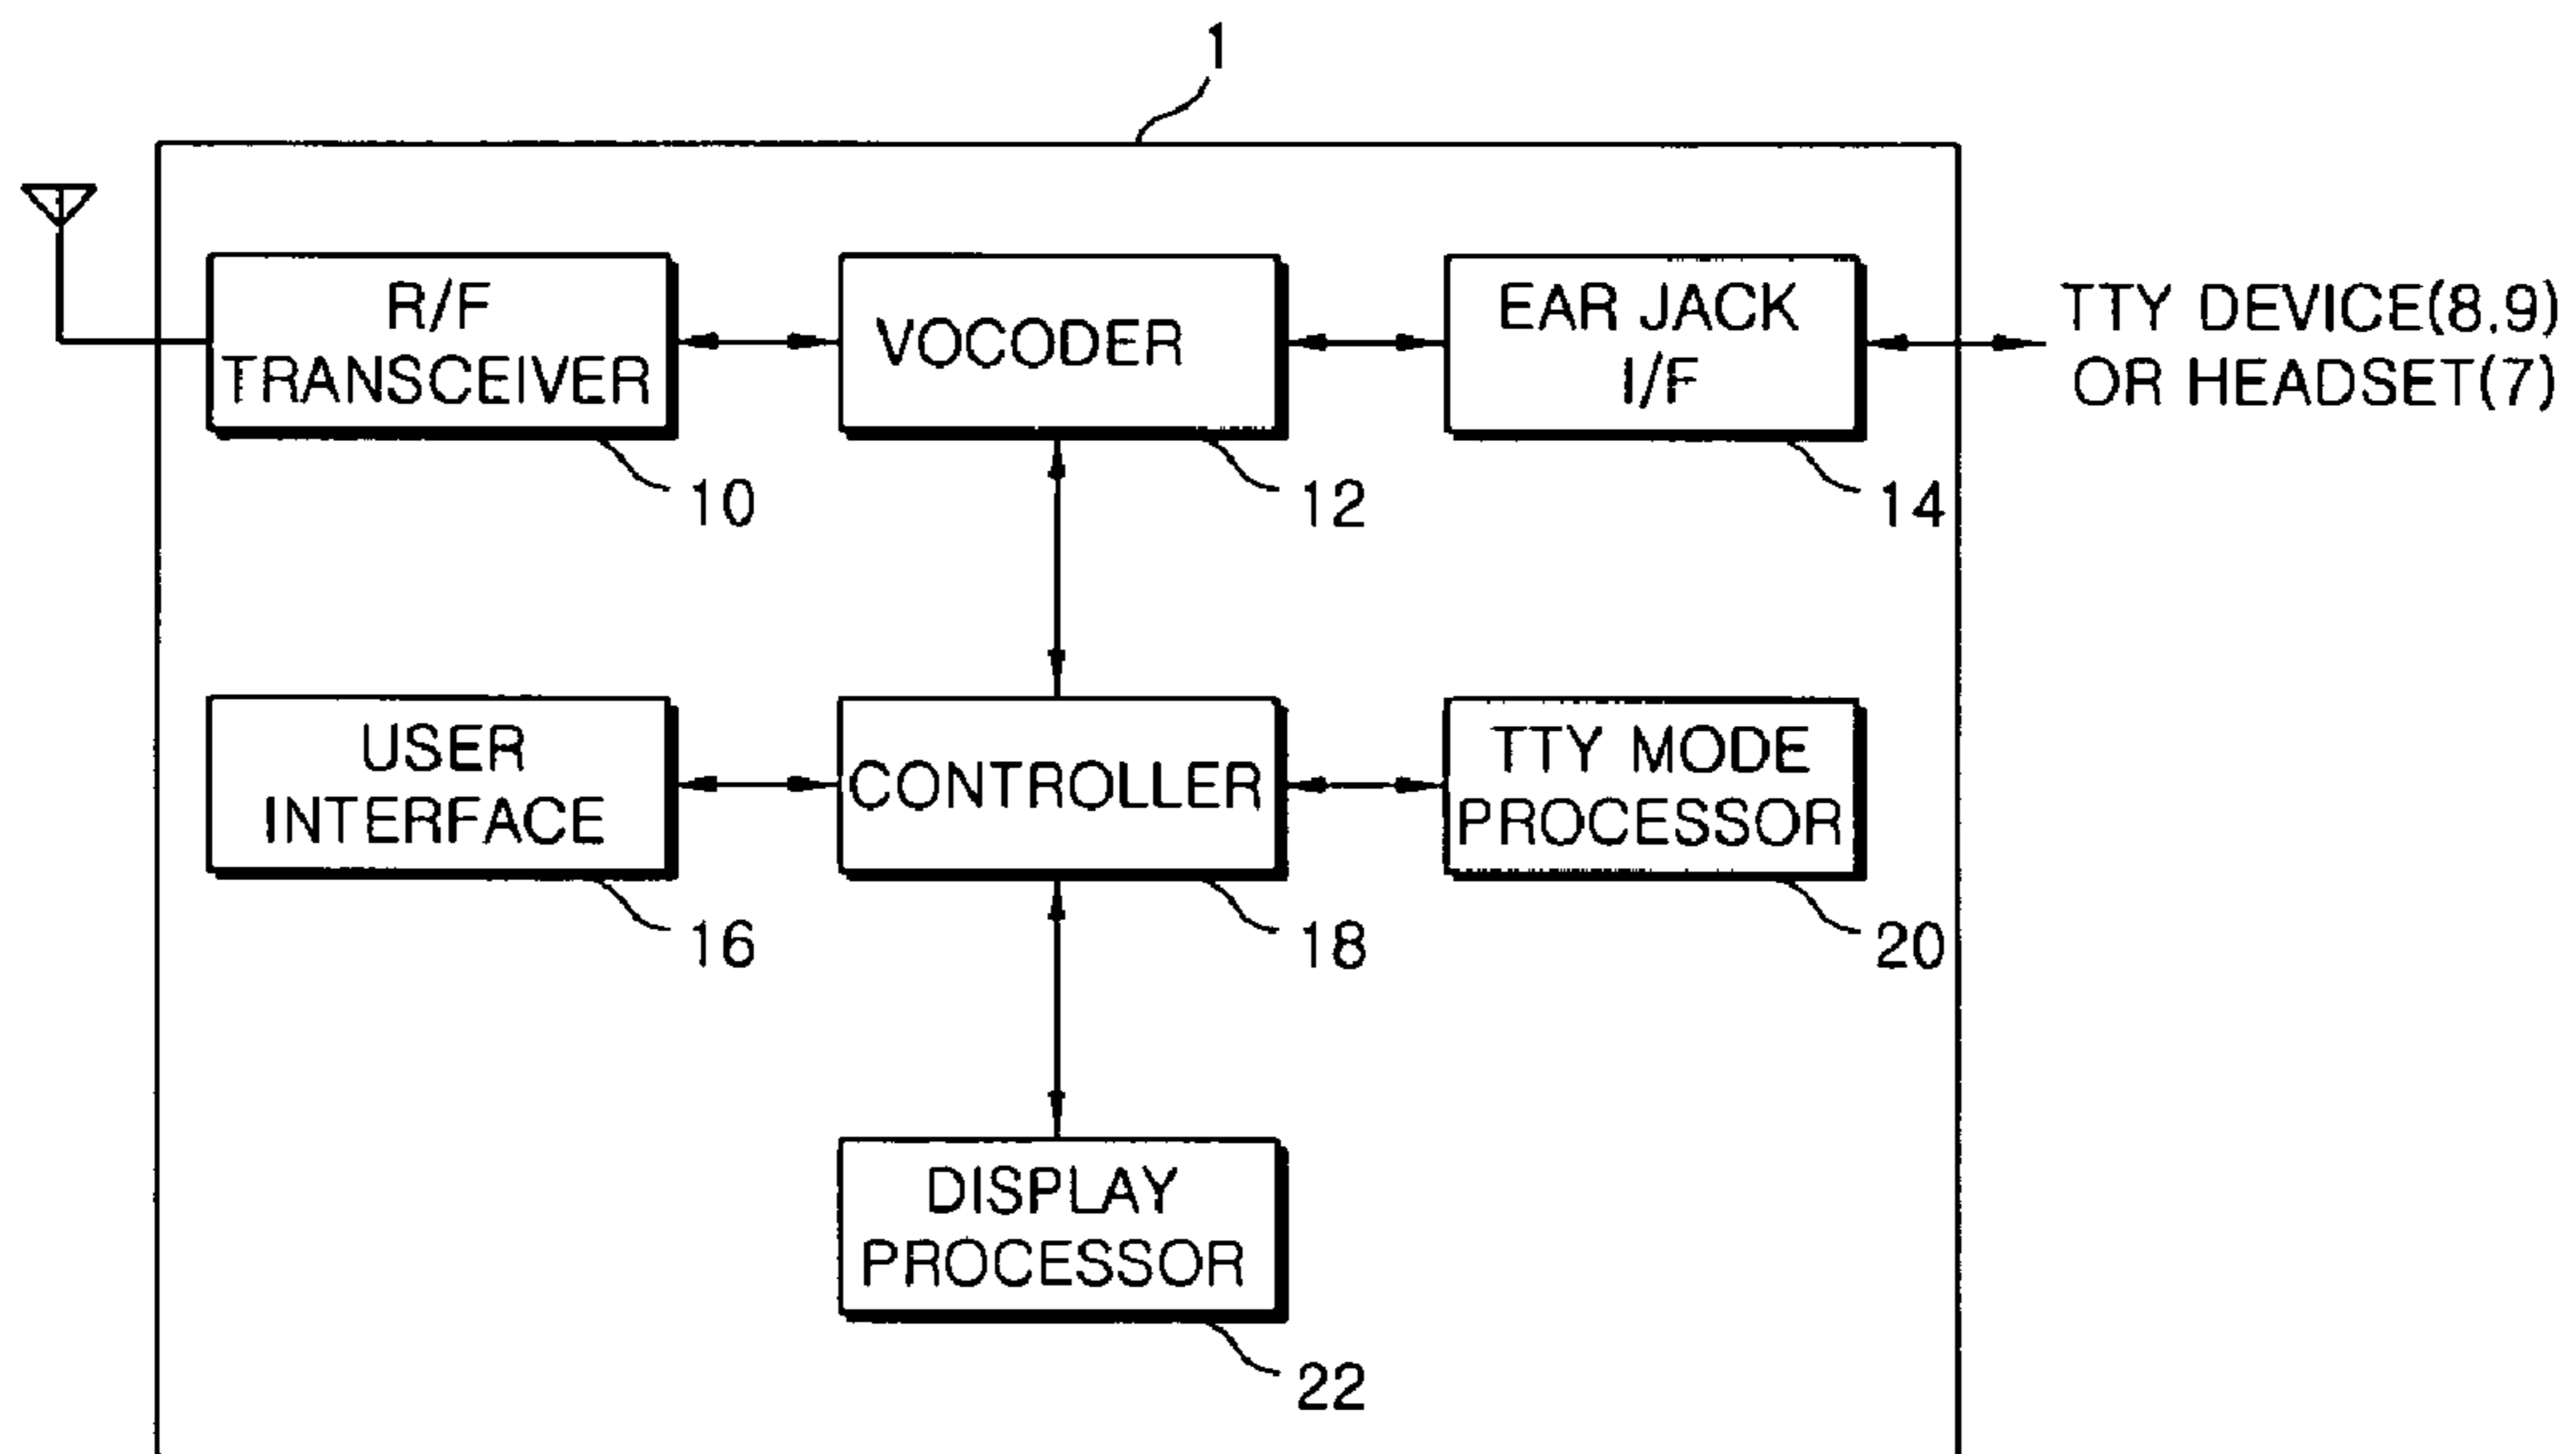 1
R/F
TRANSCEIVER
VOCODER
EAR JACK
I/F
TTY DEVICE(8,9)
OR HEADSET(7)
10
12
14
USER
INTERFACE
CONTROLLER
TTY MODE
PROCESSOR
16
18
20
DISPLAY
PROCESSOR
22